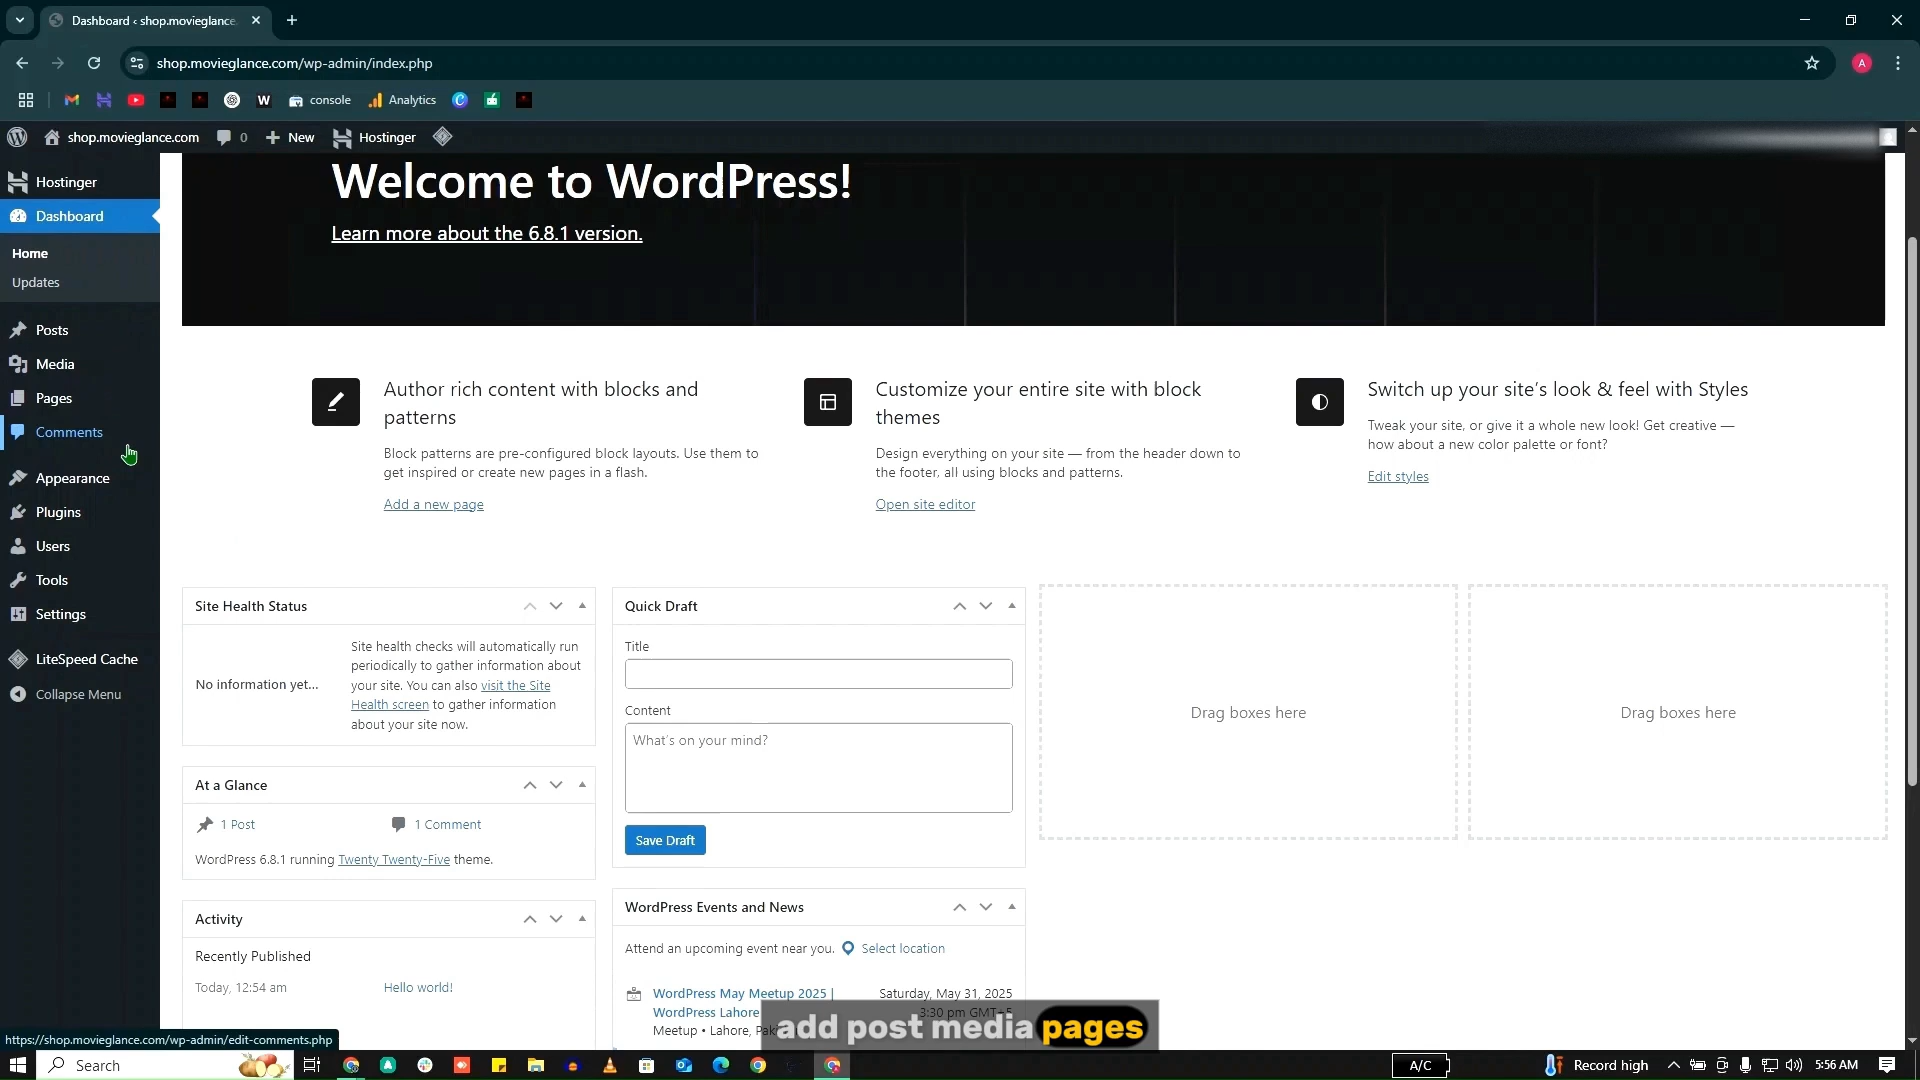 Dashboard ‹ shop.movieglance
shop.movieglance.com/wp-admin/index.php
A
W console Analytics
shop.movieglance.com 0 New Hostinger
Hostinger
Dashboard
Home
Updates
Posts
Media
Pages
Comments
Appearance
Plugins
Users
Tools
Settings
LiteSpeed Cache
Collapse Menu
Welcome to WordPress!
Learn more about the 6.8.1 version.
Author rich content with blocks and
patterns
Block patterns are pre-configured block layouts. Use them to
get inspired or create new pages in a flash.
Add a new page
Customize your entire site with block
themes
Design everything on your site — from the header down to
the footer, all using blocks and patterns.
Open site editor
Switch up your site’s look & feel with Styles
Tweak your site, or give it a whole new look! Get creative —
how about a new color palette or font?
Edit styles
Site Health Status
No information yet…
Site health checks will automatically run
periodically to gather information about
your site. You can also visit the Site
Health screen to gather information
about your site now.
At a Glance
1 Post 1 Comment
WordPress 6.8.1 running Twenty Twenty-Five theme.
Activity
Recently Published
Today, 12:54 am Hello world!
Quick Draft
Title
Content
What’s on your mind?
Save Draft
WordPress Events and News
Attend an upcoming event near you. Select location
WordPress May Meetup 2025 | Saturday, May 31, 2025
WordPress Lahore 3:30 pm GMT+5
Meetup • Lahore,
Drag boxes here
Drag boxes here
add post media pages
https://shop.movieglance.com/wp-admin/edit-comments.php
Search
A/C
Record high
5:56 AM